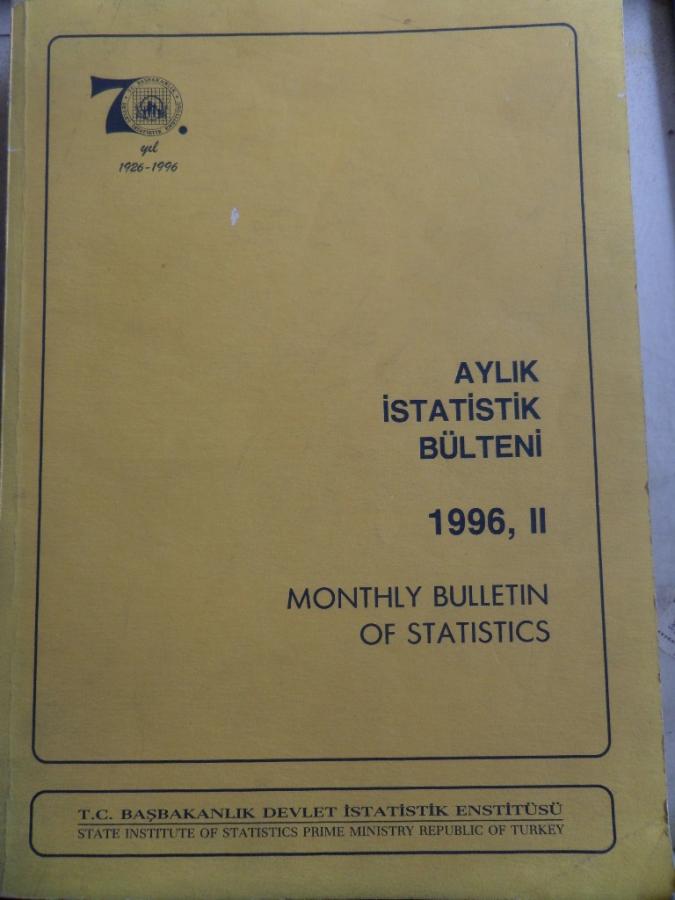 70.
yıl
1926-1996
AYLIK
İSTATİSTİK
BÜLTENİ
1996, II
MONTHLY BULLETIN
OF STATISTICS
T.C. BAŞBAKANLIK DEVLET İSTATİSTİK ENSTİTÜSÜ
STATE INSTITUTE OF STATISTICS PRIME MINISTRY REPUBLIC OF TURKEY